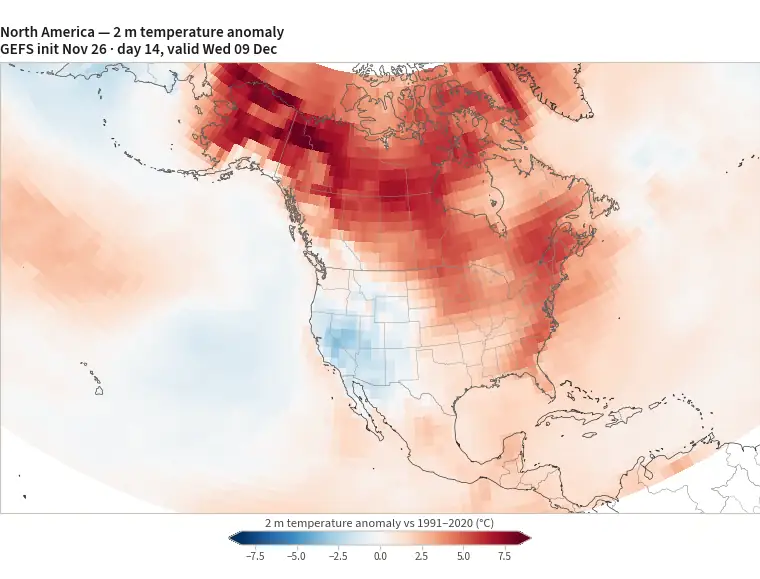 North America — 2 m temperature anomaly
GEFS init Nov 26 · day 14, valid Wed 09 Dec
2 m temperature anomaly vs 1991–2020 (°C)
−7.5 −5.0 −2.5 0.0 2.5 5.0 7.5